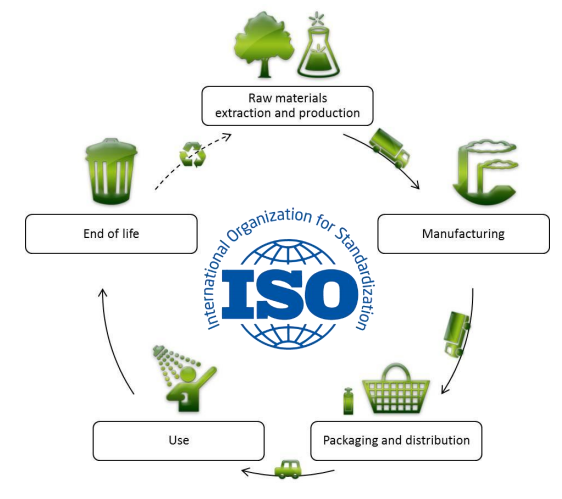 Raw materials
extraction and production
End of life
Manufacturing
International Organization for Standardization
ISO
Use
Packaging and distribution